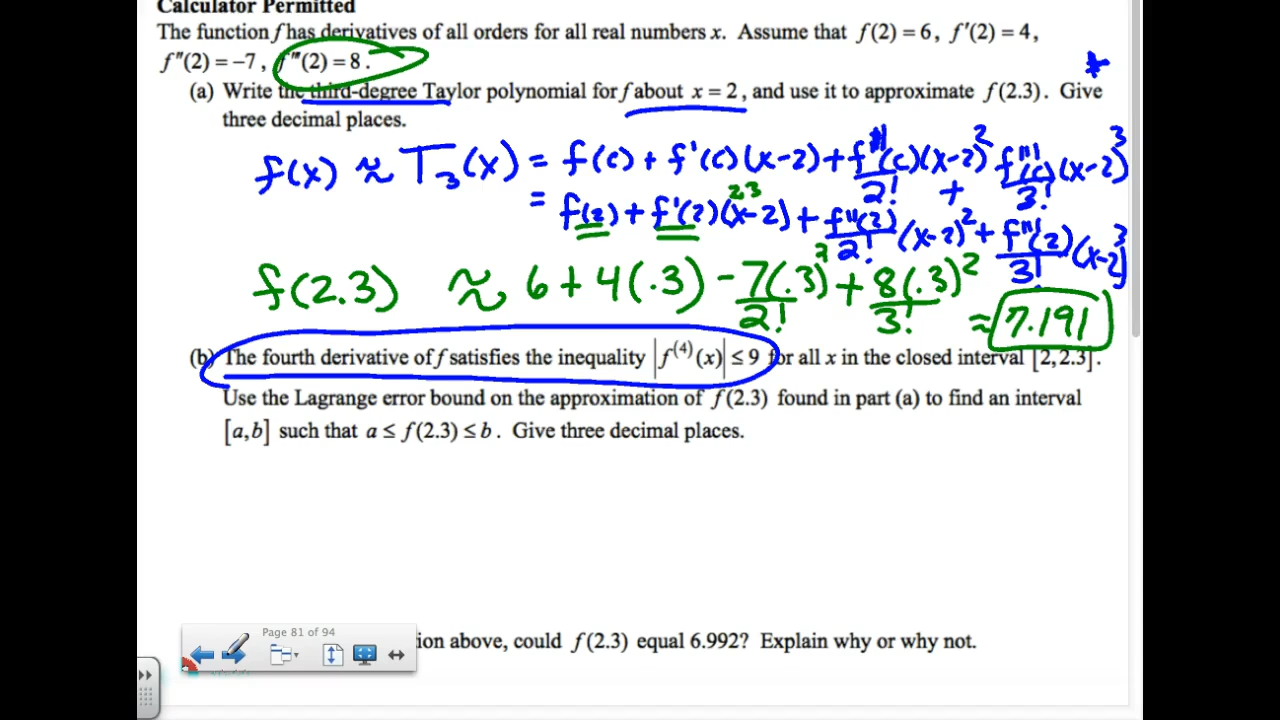 Calculator Permitted
The function f has derivatives of all orders for all real numbers x. Assume that f(2) = 6, f′(2) = 4,
f″(2) = −7, f‴(2) = 8.
(a) Write the third-degree Taylor polynomial for f about x = 2, and use it to approximate f(2.3). Give
three decimal places.
f(x) ≈ T₃(x) = f(c) + f'(c)(x-2) + f''(c)/2! (x-2)² + f'''(c)/3! (x-2)³
2.3
= f(2) + f'(2)(x-2) + f''(2)/2! (x-2)² + f'''(2)/3! (x-2)³
f(2.3) ≈ 6 + 4(.3) - 7(.3)²/2! + 8(.3)²/3! ≈ 7.191
(b) The fourth derivative of f satisfies the inequality |f⁽⁴⁾(x)| ≤ 9 for all x in the closed interval [2, 2.3].
Use the Lagrange error bound on the approximation of f(2.3) found in part (a) to find an interval
[a,b] such that a ≤ f(2.3) ≤ b. Give three decimal places.
Page 81 of 94
ion above, could f(2.3) equal 6.992? Explain why or why not.